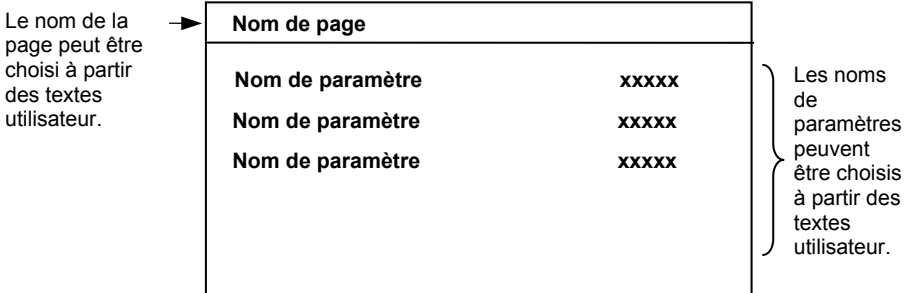 Le nom de la
page peut être
choisi à partir
des textes
utilisateur.
Nom de page
Nom de paramètre xxxxx
Nom de paramètre xxxxx
Nom de paramètre xxxxx
Les noms
de
paramètres
peuvent
être choisis
à partir des
textes
utilisateur.